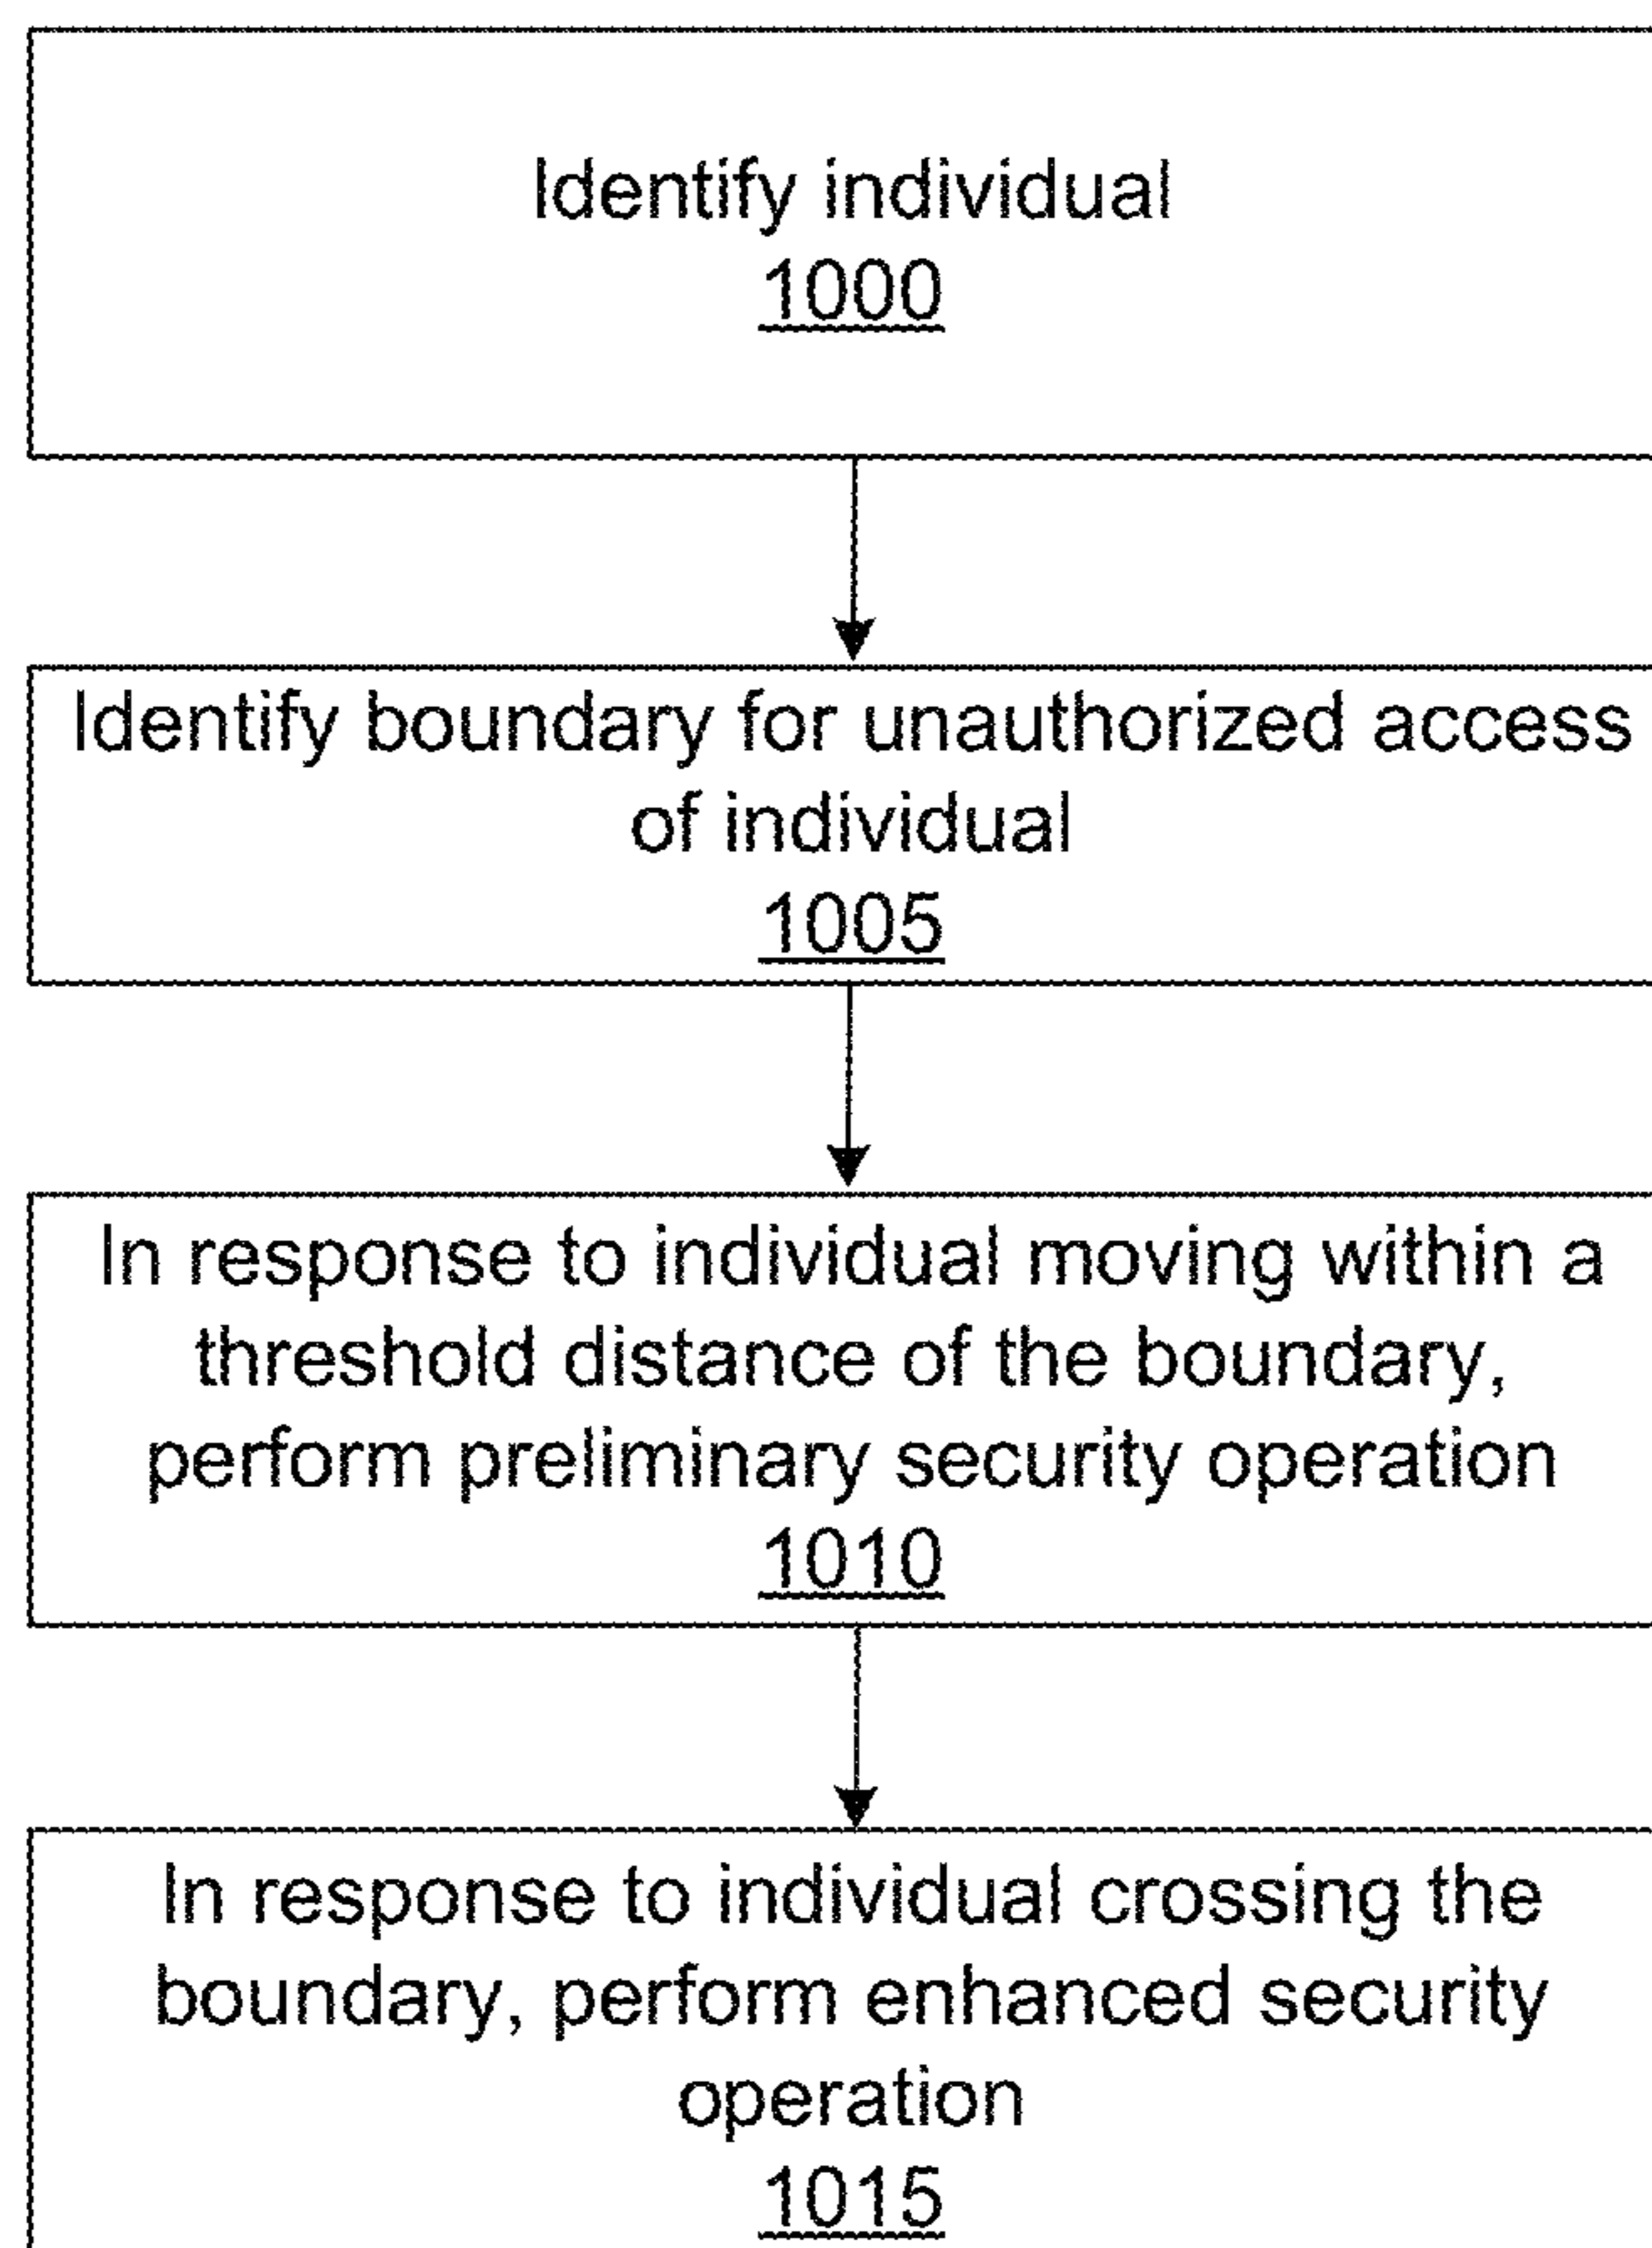 Identify individual
1000
Identify boundary for unauthorized access
of individual
1005
In response to individual moving within a
threshold distance of the boundary,
perform preliminary security operation
1010
In response to individual crossing the
boundary, perform enhanced security
operation
1015